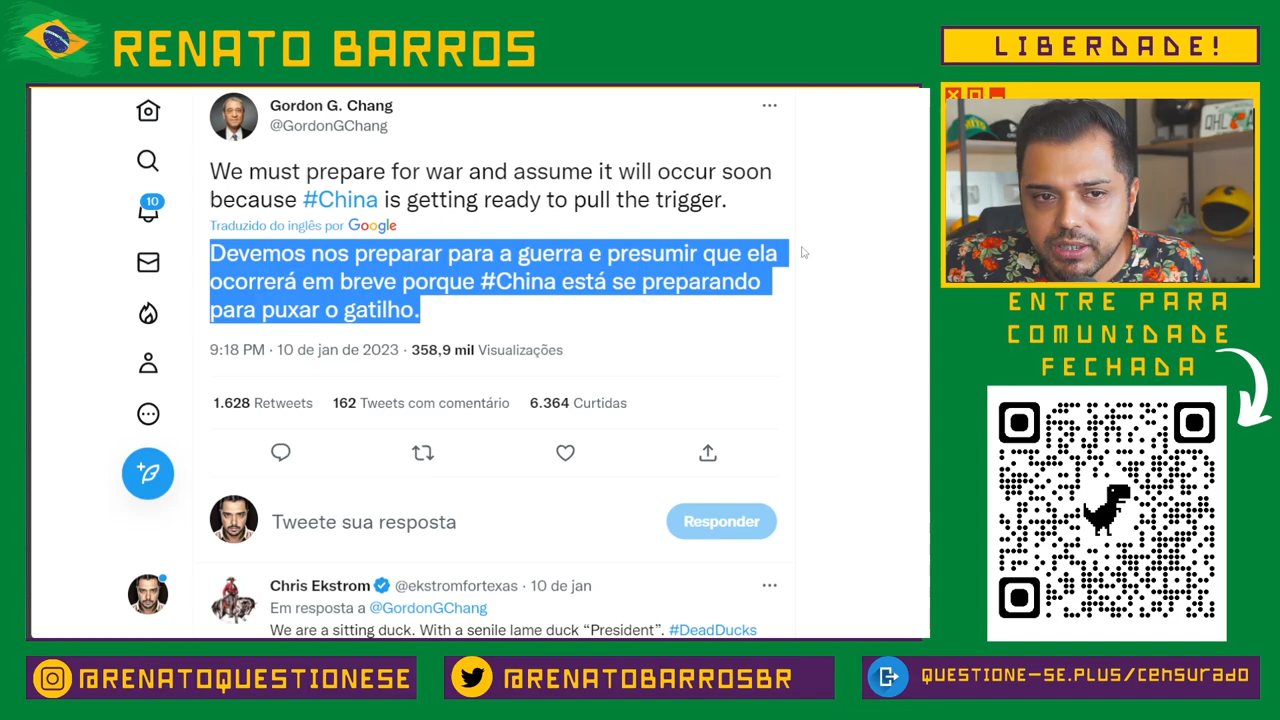 RENATO BARROS
LIBERDADE!
Gordon G. Chang
@GordonGChang
We must prepare for war and assume it will occur soon
because #China is getting ready to pull the trigger.
Traduzido do inglês por Google
Devemos nos preparar para a guerra e presumir que ela
ocorrerá em breve porque #China está se preparando
para puxar o gatilho.
9:18 PM · 10 de jan de 2023 · 358,9 mil Visualizações
1.628 Retweets 162 Tweets com comentário 6.364 Curtidas
Tweete sua resposta
Responder
Chris Ekstrom @ekstromfortexas · 10 de jan
Em resposta a @GordonGChang
We are a sitting duck. With a senile lame duck “President”. #DeadDucks
10
ENTRE PARA
COMUNIDADE
FECHADA
@RENATOQUESTIONESE
@RENATOBARROSBR
QUESTIONE-SE.PLUS/censurado